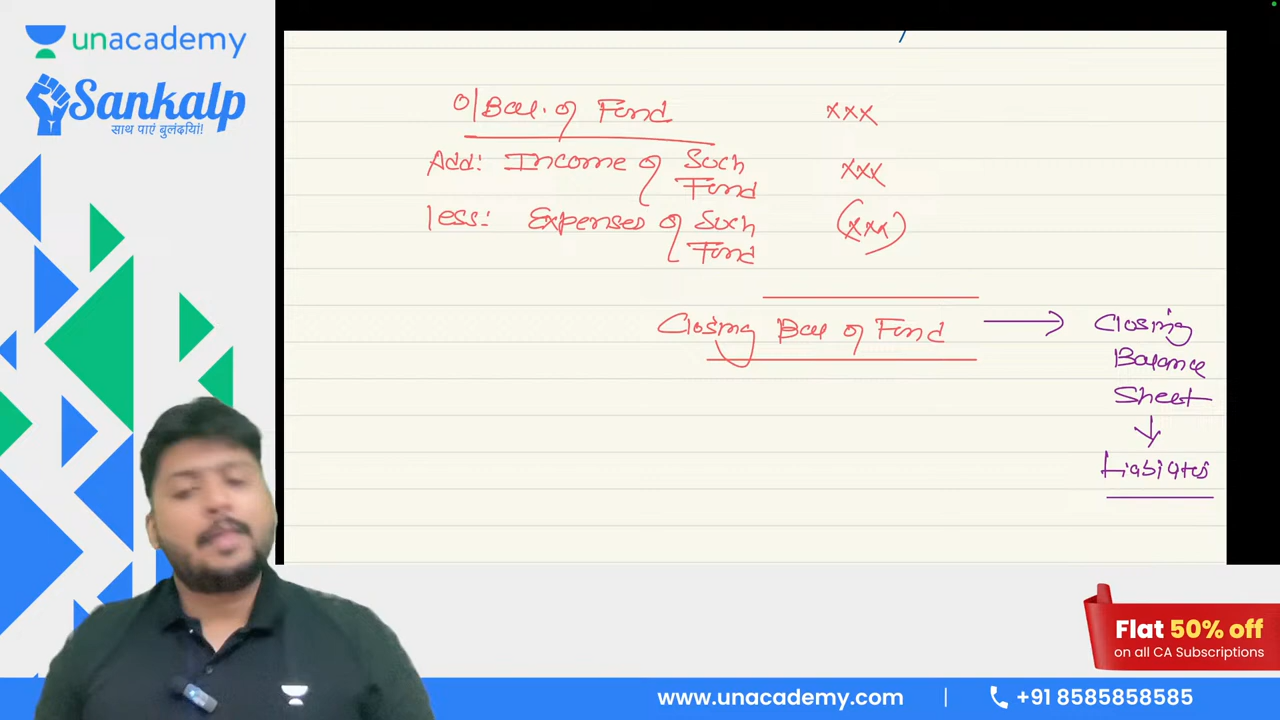 unacademy
Sankalp
साथ पाएं बुलंदियां!
O/Bal. of Fund xxx
Add: Income of Such Fund xxx
less: Expenses of Such Fund (xxx)
Closing Bal of Fund → Closing
Balance
Sheet
↓
Liabilities
Flat 50% off
on all CA Subscriptions
www.unacademy.com | +91 8585858585